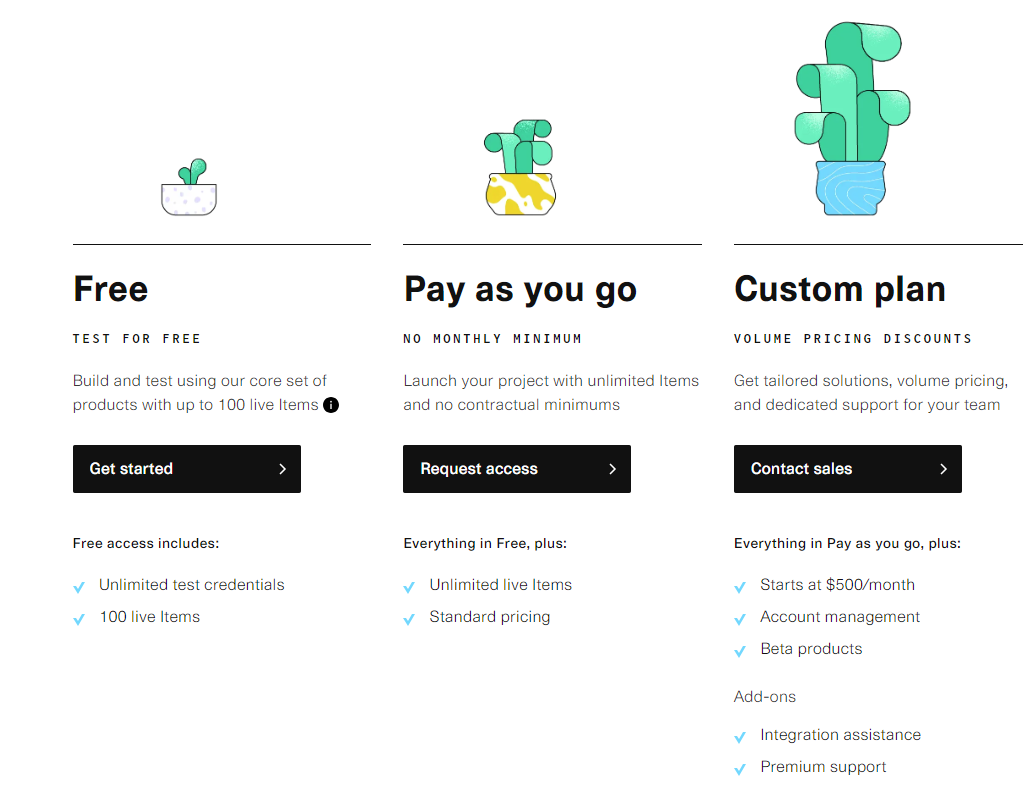 Free
TEST FOR FREE
Build and test using our core set of
products with up to 100 live Items i
Get started
Free access includes:
Unlimited test credentials
100 live Items
Pay as you go
NO MONTHLY MINIMUM
Launch your project with unlimited Items
and no contractual minimums
Request access
Everything in Free, plus:
Unlimited live Items
Standard pricing
Custom plan
VOLUME PRICING DISCOUNTS
Get tailored solutions, volume pricing,
and dedicated support for your team
Contact sales
Everything in Pay as you go, plus:
Starts at $500/month
Account management
Beta products
Add-ons
Integration assistance
Premium support